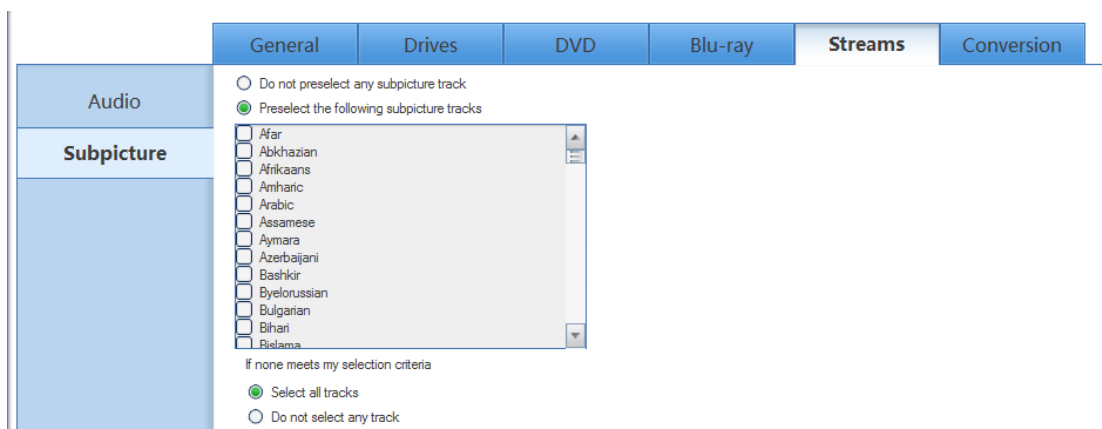 General Drives DVD Blu-ray Streams Conversion
Audio
Subpicture
Do not preselect any subpicture track
Preselect the following subpicture tracks
Afar
Abkhazian
Afrikaans
Amharic
Arabic
Assamese
Aymara
Azerbaijani
Bashkir
Byelorussian
Bulgarian
Bihari
Bislama
If none meets my selection criteria
Select all tracks
Do not select any track